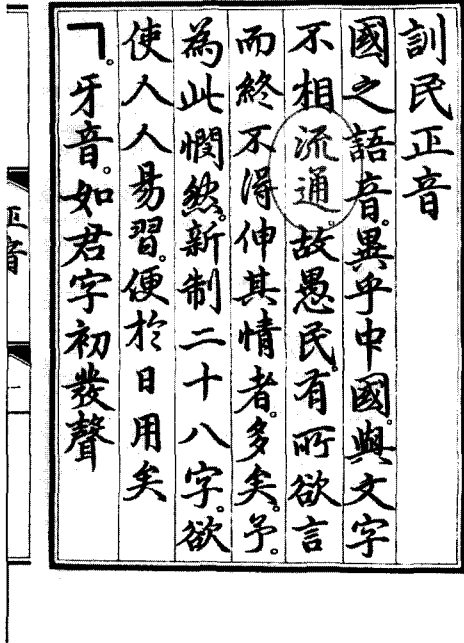 訓民正音
國之語音。異乎中國。與文字
不相流通。故愚民。有所欲言
而終不得伸其情者。多矣。予。
為此憫然。新制二十八字。欲
使人人易習。便於日用矣
ㄱ。牙音。如君字初發聲
正音